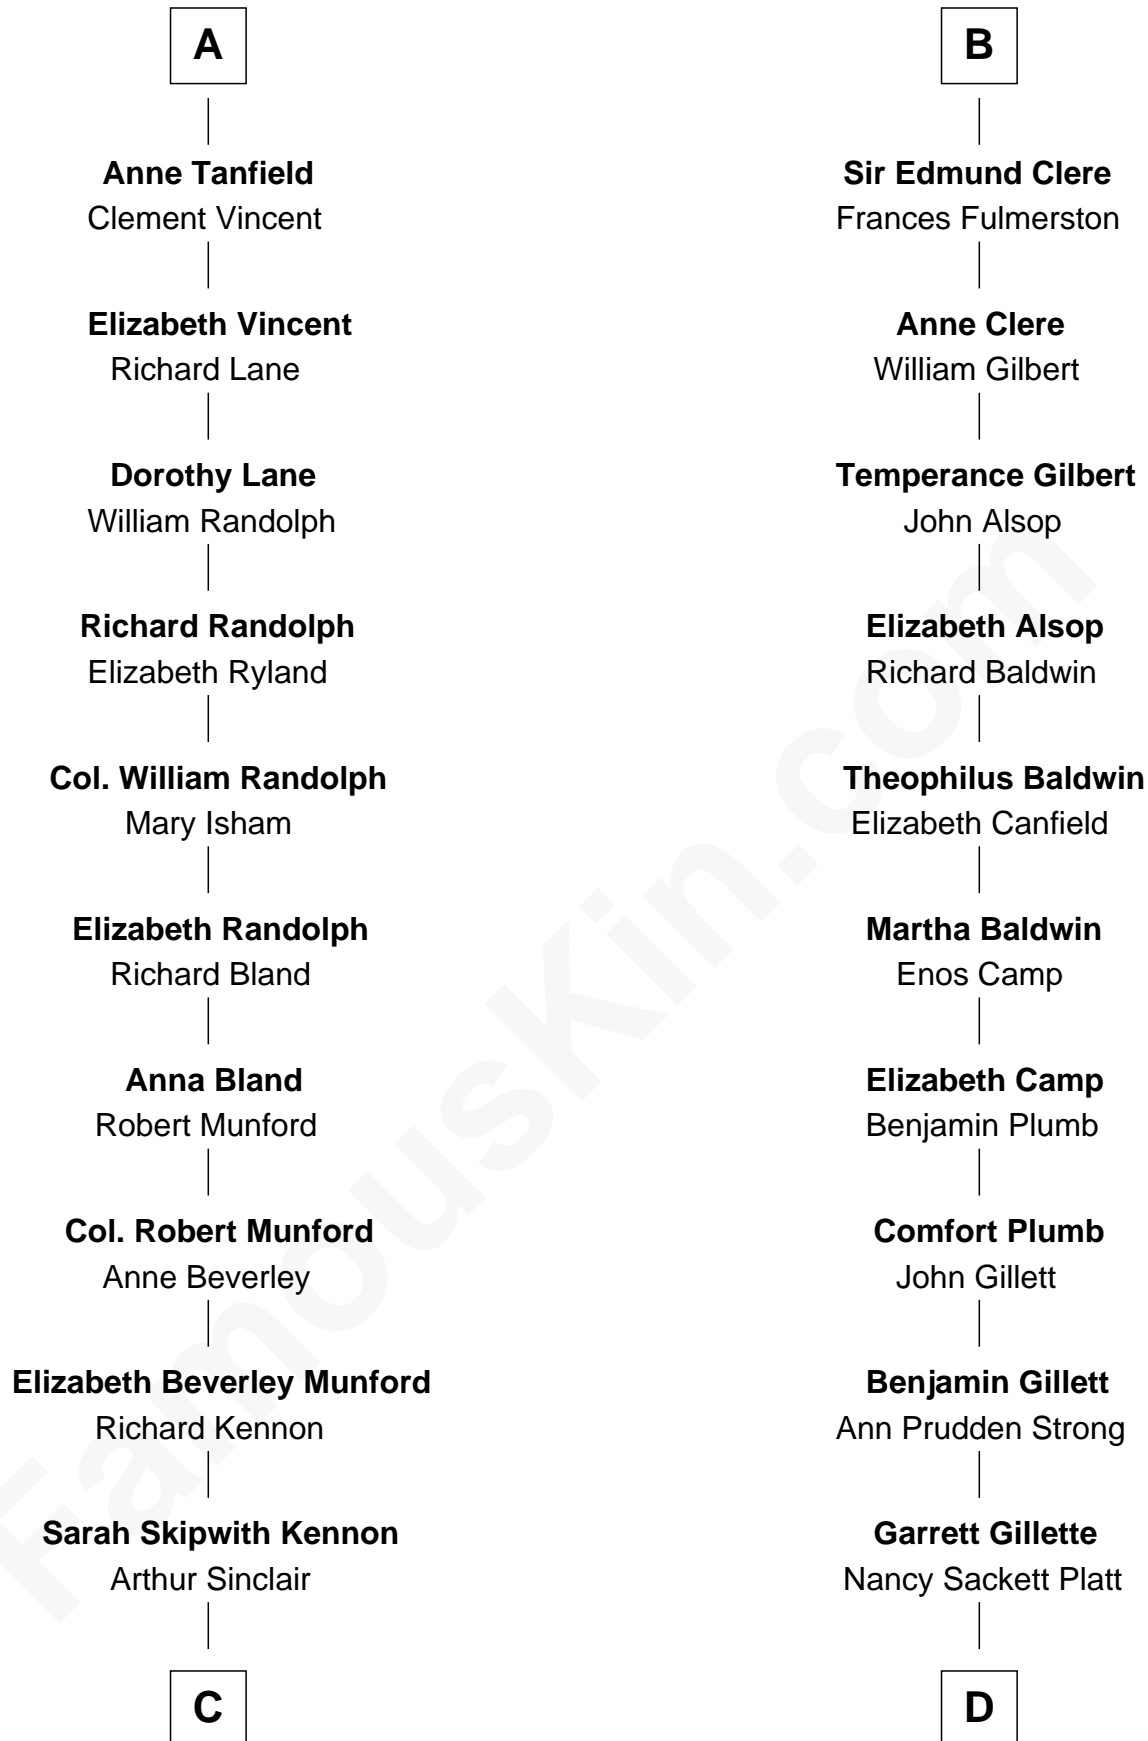 A
Anne Tanfield
Clement Vincent
Elizabeth Vincent
Richard Lane
Dorothy Lane
William Randolph
Richard Randolph
Elizabeth Ryland
Col. William Randolph
Mary Isham
Elizabeth Randolph
Richard Bland
Anna Bland
Robert Munford
Col. Robert Munford
Anne Beverley
Elizabeth Beverley Munford
Richard Kennon
Sarah Skipwith Kennon
Arthur Sinclair
C
B
Sir Edmund Clere
Frances Fulmerston
Anne Clere
William Gilbert
Temperance Gilbert
John Alsop
Elizabeth Alsop
Richard Baldwin
Theophilus Baldwin
Elizabeth Canfield
Martha Baldwin
Enos Camp
Elizabeth Camp
Benjamin Plumb
Comfort Plumb
John Gillett
Benjamin Gillett
Ann Prudden Strong
Garrett Gillette
Nancy Sackett Platt
D
FamousKin.com